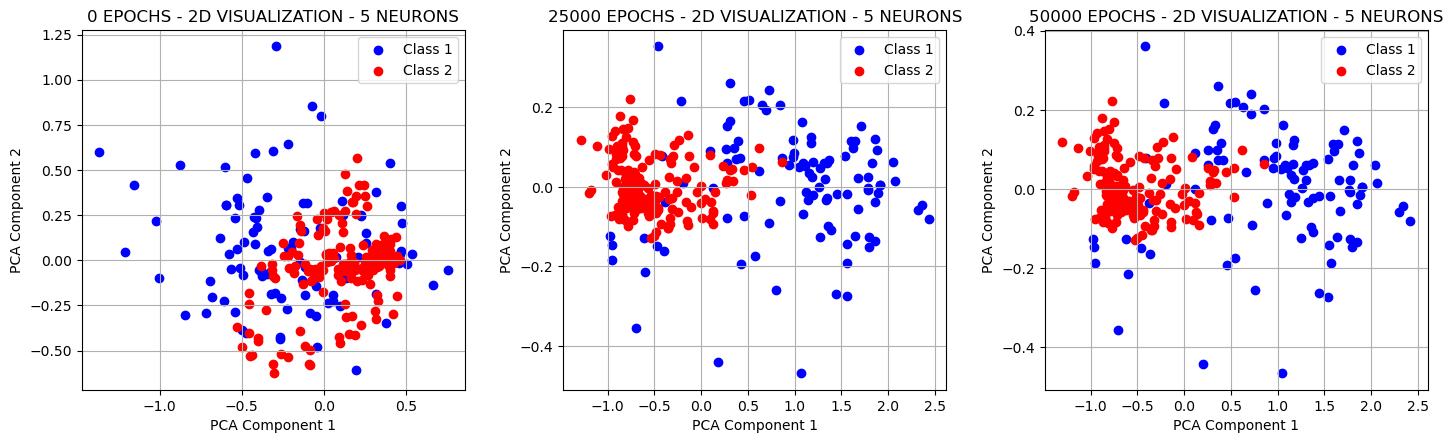 0 EPOCHS - 2D VISUALIZATION - 5 NEURONS
1.25
1.00
0.75
0.50
0.25
0.00
−0.25
−0.50
PCA Component 2
Class 1
Class 2
−1.0
−0.5
0.0
0.5
PCA Component 1
25000 EPOCHS - 2D VISUALIZATION - 5 NEURONS
0.2
0.0
−0.2
−0.4
PCA Component 2
Class 1
Class 2
−1.0
−0.5
0.0
0.5
1.0
1.5
2.0
2.5
PCA Component 1
50000 EPOCHS - 2D VISUALIZATION - 5 NEURONS
0.4
0.2
0.0
−0.2
−0.4
PCA Component 2
Class 1
Class 2
−1.0
−0.5
0.0
0.5
1.0
1.5
2.0
2.5
PCA Component 1